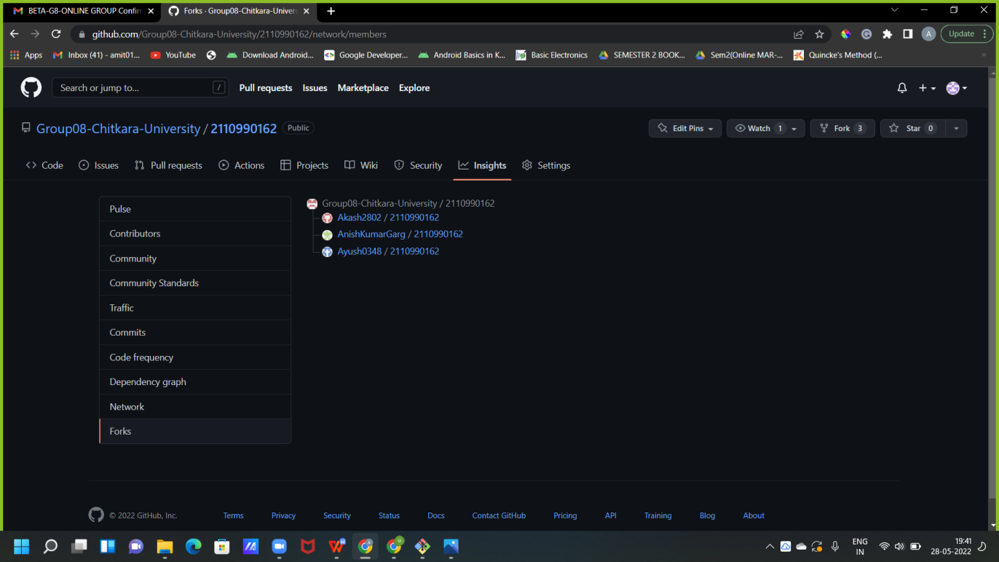 BETA-G8-ONLINE GROUP Confirm
Forks · Group08-Chitkara-Univers
github.com/Group08-Chitkara-University/2110990162/network/members
A
Update
Apps
Inbox (41) - amit01...
YouTube
Download Android...
Google Developer...
Android Basics in K...
Basic Electronics
SEMESTER 2 BOOK...
Sem2(Online MAR-...
Quincke's Method (...
»
Search or jump to...
/
Pull requests
Issues
Marketplace
Explore
Group08-Chitkara-University / 2110990162
Public
Edit Pins
Watch 1
Fork 3
Star 0
Code
Issues
Pull requests
Actions
Projects
Wiki
Security
Insights
Settings
Pulse
Contributors
Community
Community Standards
Traffic
Commits
Code frequency
Dependency graph
Network
Forks
Group08-Chitkara-University / 2110990162
Akash2802 / 2110990162
AnishKumarGarg / 2110990162
Ayush0348 / 2110990162
© 2022 GitHub, Inc.
Terms
Privacy
Security
Status
Docs
Contact GitHub
Pricing
API
Training
Blog
About
ENG
IN
19:41
28-05-2022